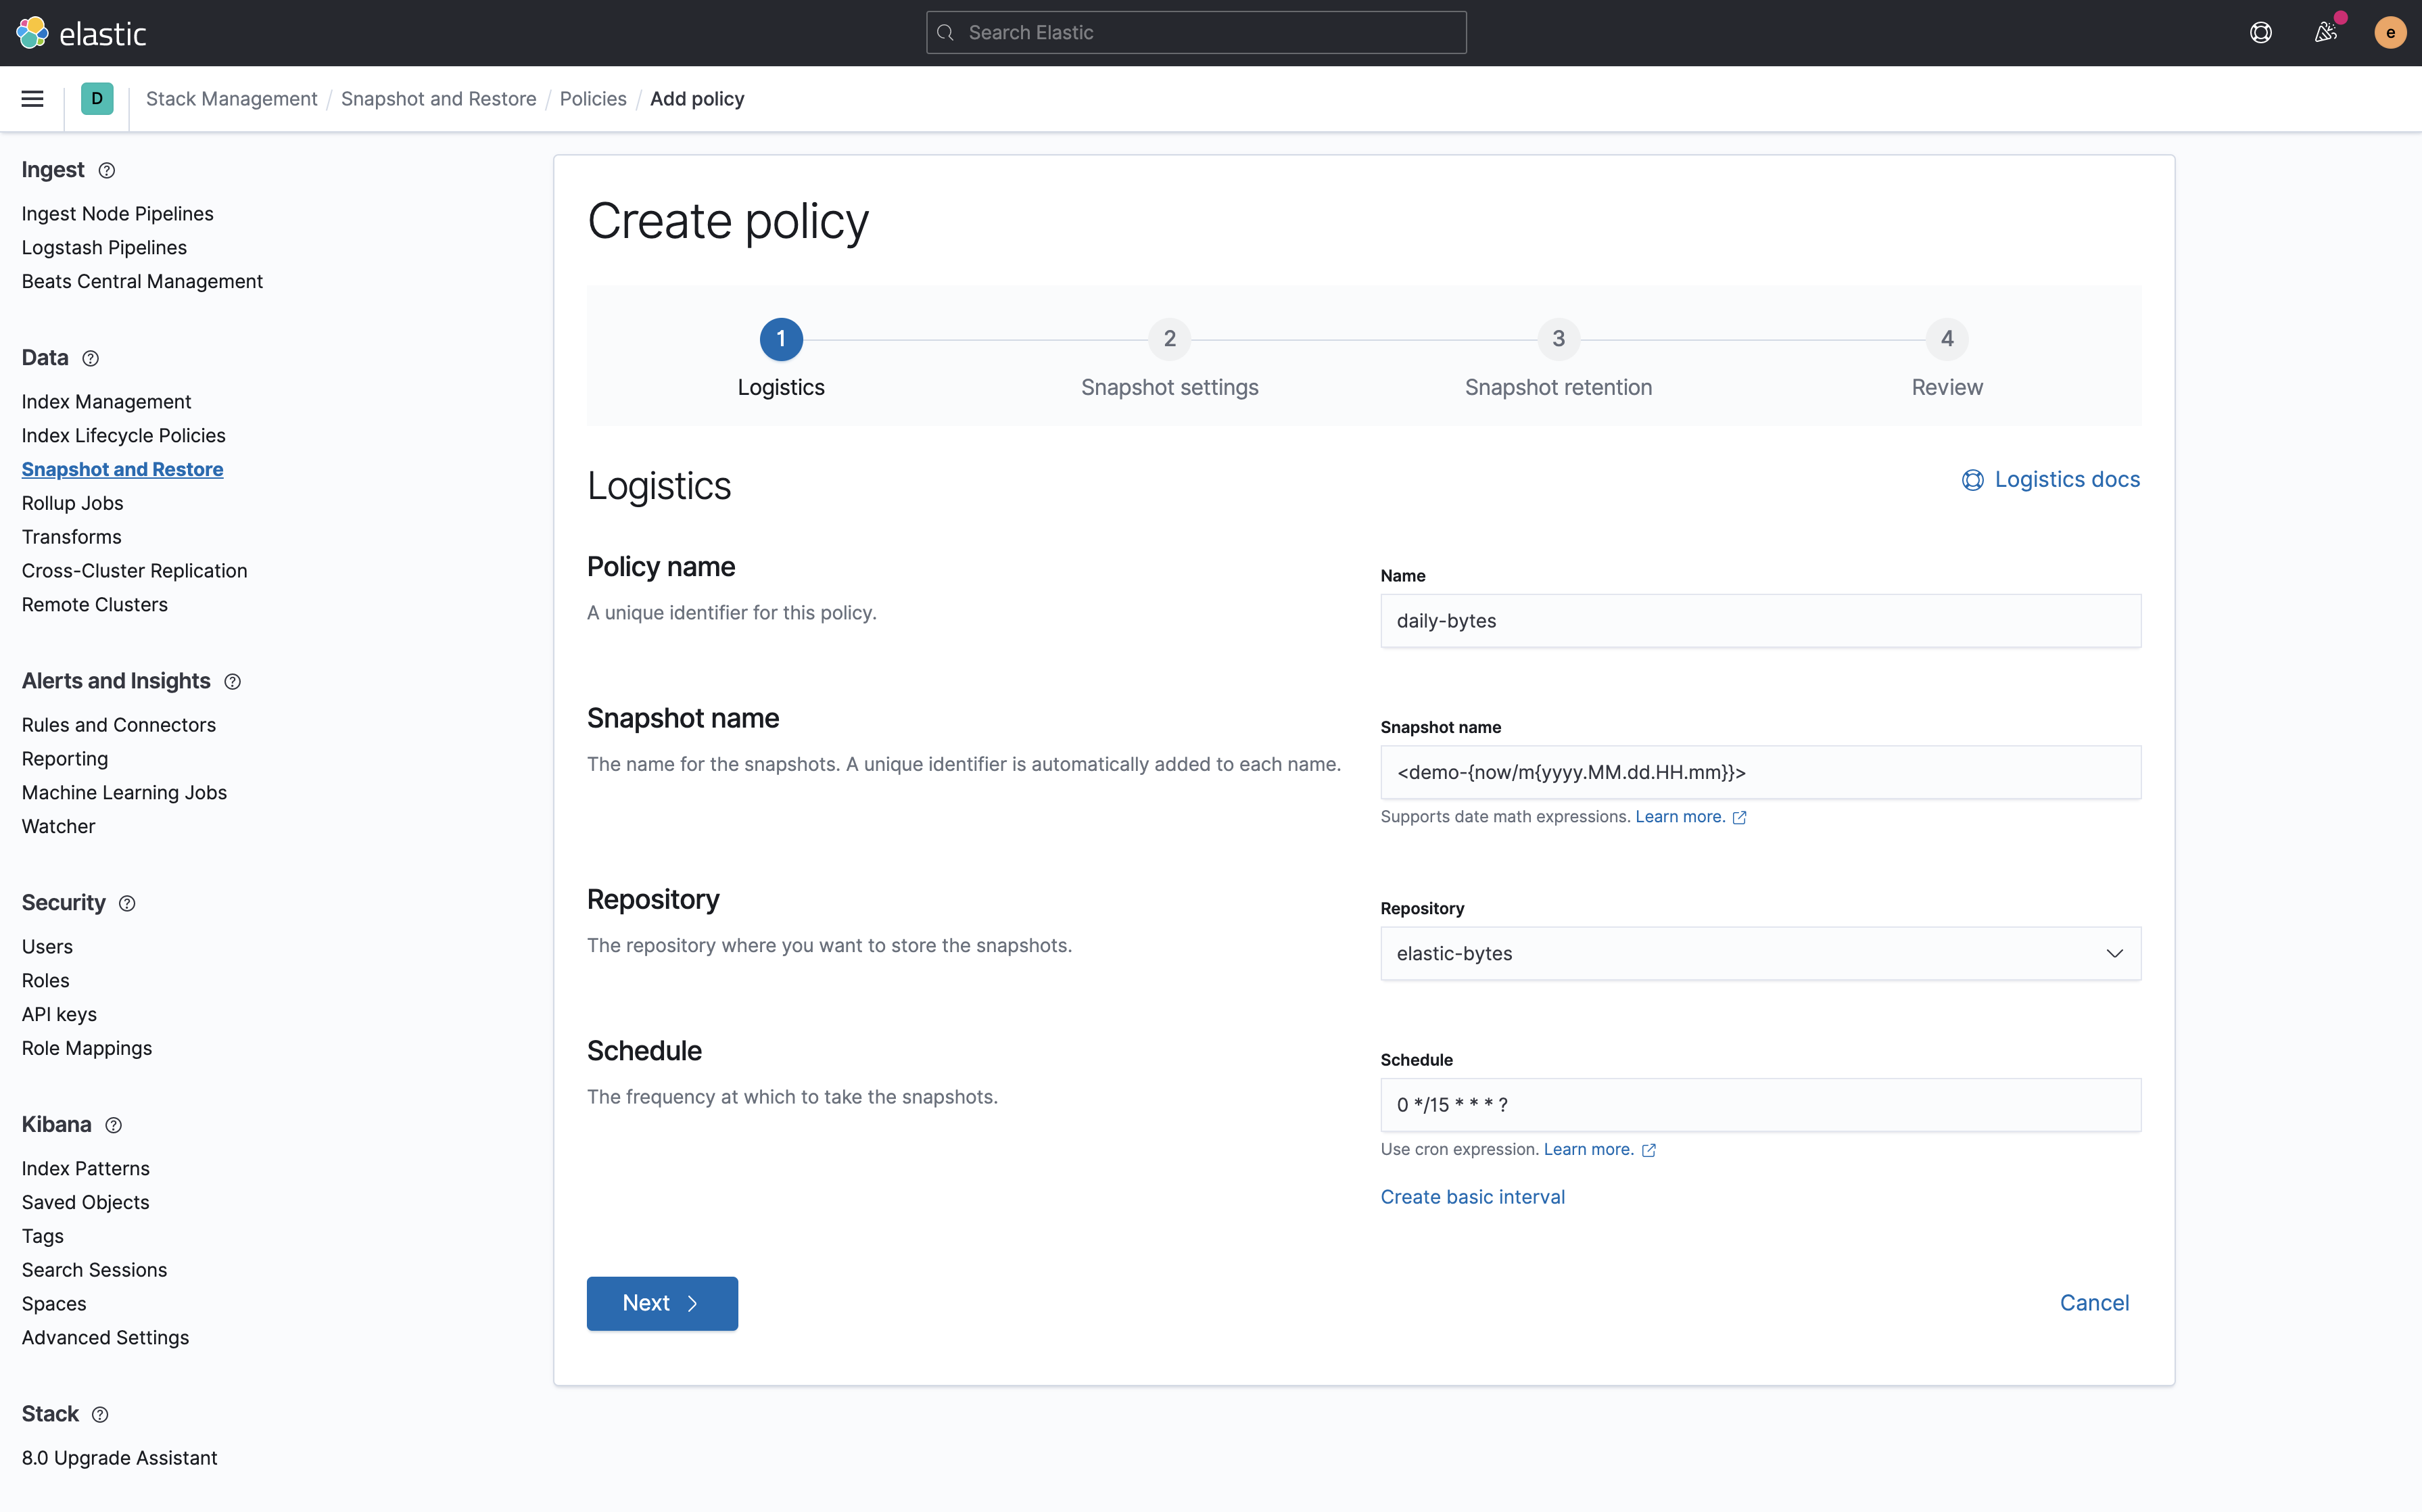 elastic
Search Elastic
e
D
Stack Management / Snapshot and Restore / Policies / Add policy
Ingest
Ingest Node Pipelines
Logstash Pipelines
Beats Central Management
Data
Index Management
Index Lifecycle Policies
Snapshot and Restore
Rollup Jobs
Transforms
Cross-Cluster Replication
Remote Clusters
Alerts and Insights
Rules and Connectors
Reporting
Machine Learning Jobs
Watcher
Security
Users
Roles
API keys
Role Mappings
Kibana
Index Patterns
Saved Objects
Tags
Search Sessions
Spaces
Advanced Settings
Stack
8.0 Upgrade Assistant
Create policy
1
Logistics
2
Snapshot settings
3
Snapshot retention
4
Review
Logistics
Logistics docs
Policy name
A unique identifier for this policy.
Name
daily-bytes
Snapshot name
The name for the snapshots. A unique identifier is automatically added to each name.
Snapshot name
<demo-{now/m{yyyy.MM.dd.HH.mm}}>
Supports date math expressions. Learn more.
Repository
The repository where you want to store the snapshots.
Repository
elastic-bytes
Schedule
The frequency at which to take the snapshots.
Schedule
0 */15 * * * ?
Use cron expression. Learn more.
Create basic interval
Next
Cancel